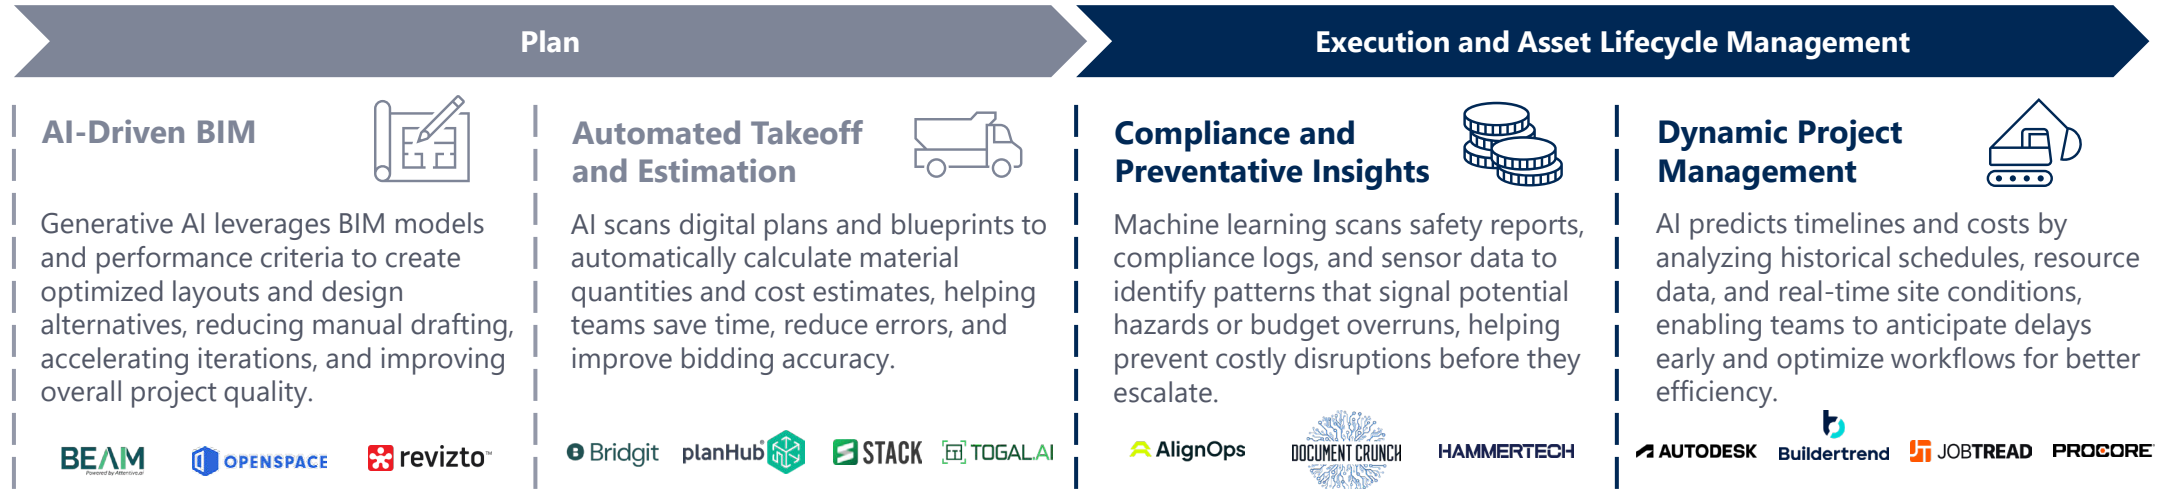 Plan
Execution and Asset Lifecycle Management
AI-Driven BIM
Generative AI leverages BIM models
and performance criteria to create
optimized layouts and design
alternatives, reducing manual drafting,
accelerating iterations, and improving
overall project quality.
BEAM
Powered by Attentive.ai
OPENSPACE
revizto™
Automated Takeoff
and Estimation
AI scans digital plans and blueprints to
automatically calculate material
quantities and cost estimates, helping
teams save time, reduce errors, and
improve bidding accuracy.
Bridgit
planHub
STACK
TOGAL.AI
Compliance and
Preventative Insights
Machine learning scans safety reports,
compliance logs, and sensor data to
identify patterns that signal potential
hazards or budget overruns, helping
prevent costly disruptions before they
escalate.
AlignOps
DOCUMENT CRUNCH
HAMMERTECH
Dynamic Project
Management
AI predicts timelines and costs by
analyzing historical schedules, resource
data, and real-time site conditions,
enabling teams to anticipate delays
early and optimize workflows for better
efficiency.
AUTODESK
Buildertrend
JOBTREAD
PROCORE